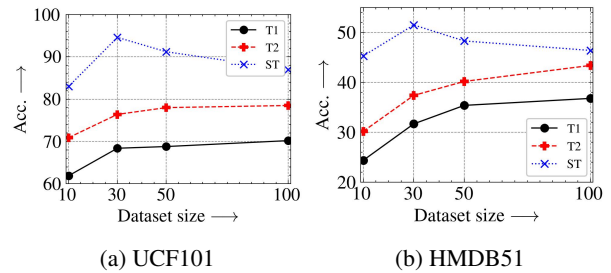 100
90
80
70
60
Acc. ⟶
T1
T2
ST
10 30 50 100
Dataset size ⟶
(a) UCF101
50
40
30
20
Acc. ⟶
T1
T2
ST
10 30 50 100
Dataset size ⟶
(b) HMDB51